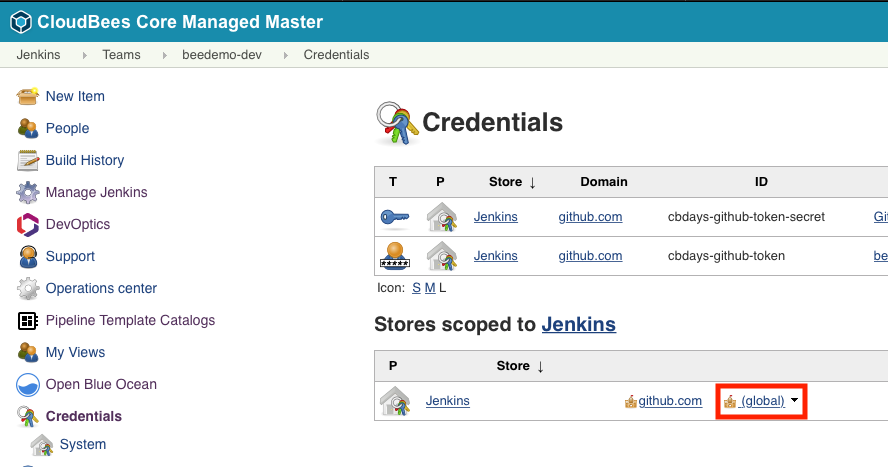 CloudBees Core Managed Master
Jenkins Teams beedemo-dev Credentials
New Item
People
Build History
Manage Jenkins
DevOptics
Support
Operations center
Pipeline Template Catalogs
My Views
Open Blue Ocean
Credentials
System
Credentials
T P Store ↓ Domain ID
Jenkins github.com cbdays-github-token-secret Gi
Jenkins github.com cbdays-github-token be
Icon: S M L
Stores scoped to Jenkins
P Store ↓
Jenkins github.com (global)